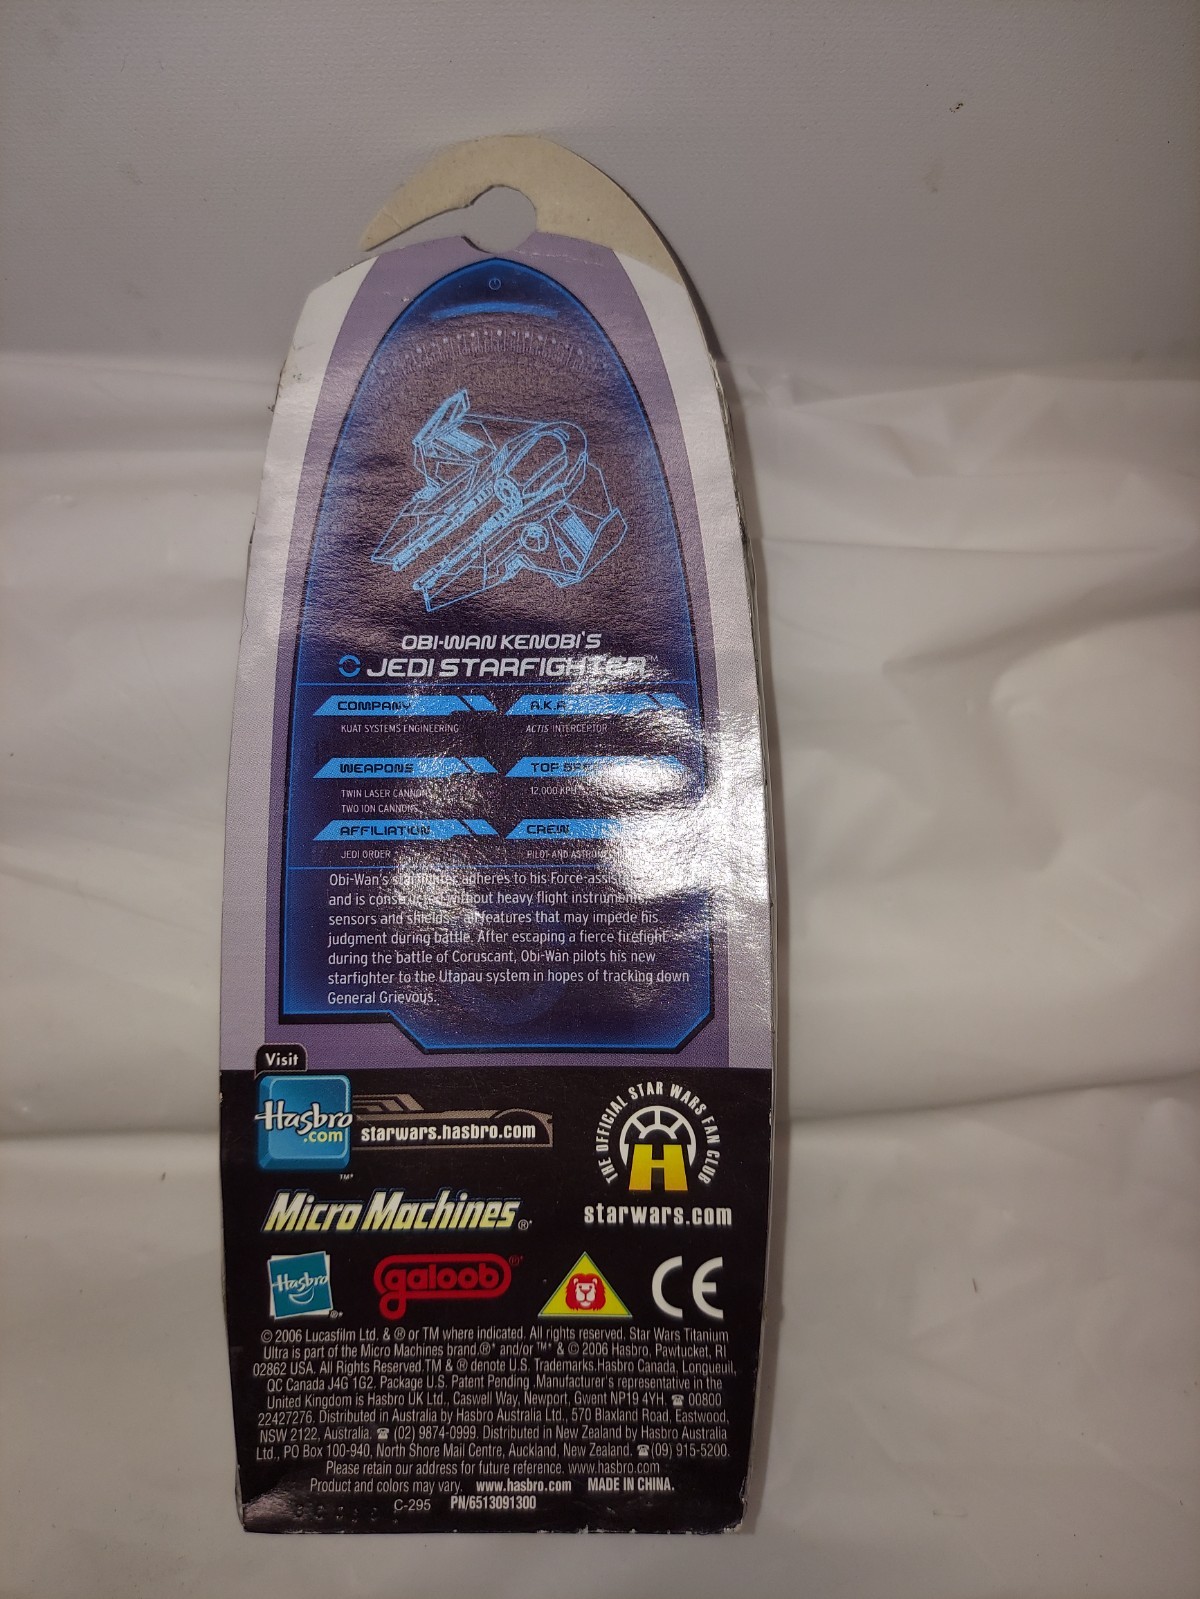 OBI-WAN KENOBI'S
JEDI STARFIGHTER
COMPANY
A.K.A.
KUAT SYSTEMS ENGINEERING
ACTIS INTERCEPTOR
WEAPONS
TOP
TWIN LASER CANNONS
12,000 KPH
TWO ION CANNONS
AFFILIATION
CREW
JEDI ORDER
PILOT AND
Obi-Wan's starfighter adheres to his Force-
and is constructed without heavy flight instruments,
sensors and shields - all features that may impede his
judgment during battle. After escaping a fierce firefight
during the battle of Coruscant, Obi-Wan pilots his new
starfighter to the Utapau system in hopes of tracking down
General Grievous.
Visit
Hasbro
.com
TM*
starwars.hasbro.com
THE OFFICIAL STAR WARS FAN CLUB
H
starwars.com
Micro Machines ®*
Hasbro ®*
galoob ®*
CE
© 2006 Lucasfilm Ltd. & ® or TM where indicated. All rights reserved. Star Wars Titanium
Ultra is part of the Micro Machines brand.®* and/or TM* & © 2006 Hasbro, Pawtucket, RI
02862 USA. All Rights Reserved.TM & ® denote U.S. Trademarks.Hasbro Canada, Longueuil,
QC Canada J4G 1G2. Package U.S. Patent Pending .Manufacturer's representative in the
United Kingdom is Hasbro UK Ltd., Caswell Way, Newport, Gwent NP19 4YH. ☎ 00800
22427276. Distributed in Australia by Hasbro Australia Ltd., 570 Blaxland Road, Eastwood,
NSW 2122, Australia. ☎ (02) 9874-0999. Distributed in New Zealand by Hasbro Australia
Ltd., PO Box 100-940, North Shore Mail Centre, Auckland, New Zealand. ☎ (09) 915-5200.
Please retain our address for future reference. www.hasbro.com
Product and colors may vary. www.hasbro.com MADE IN CHINA.
C-295 PN/6513091300